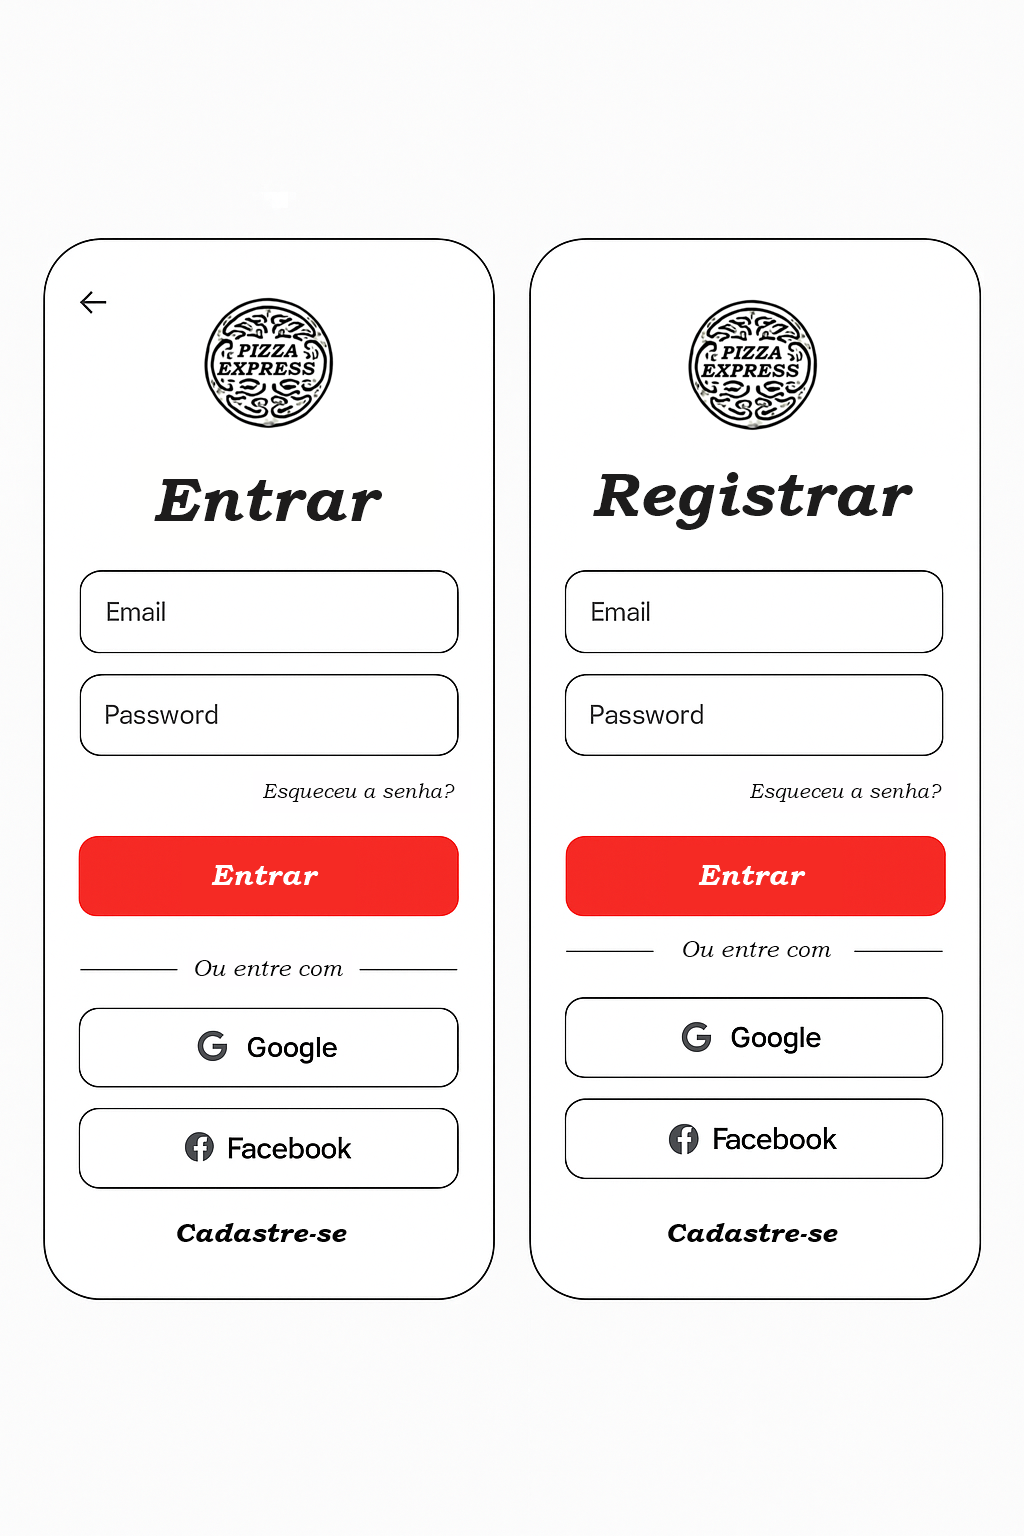 PIZZA
EXPRESS
Entrar
Email
Password
Esqueceu a senha?
Entrar
Ou entre com
Google
Facebook
Cadastre-se
PIZZA
EXPRESS
Registrar
Email
Password
Esqueceu a senha?
Entrar
Ou entre com
Google
Facebook
Cadastre-se